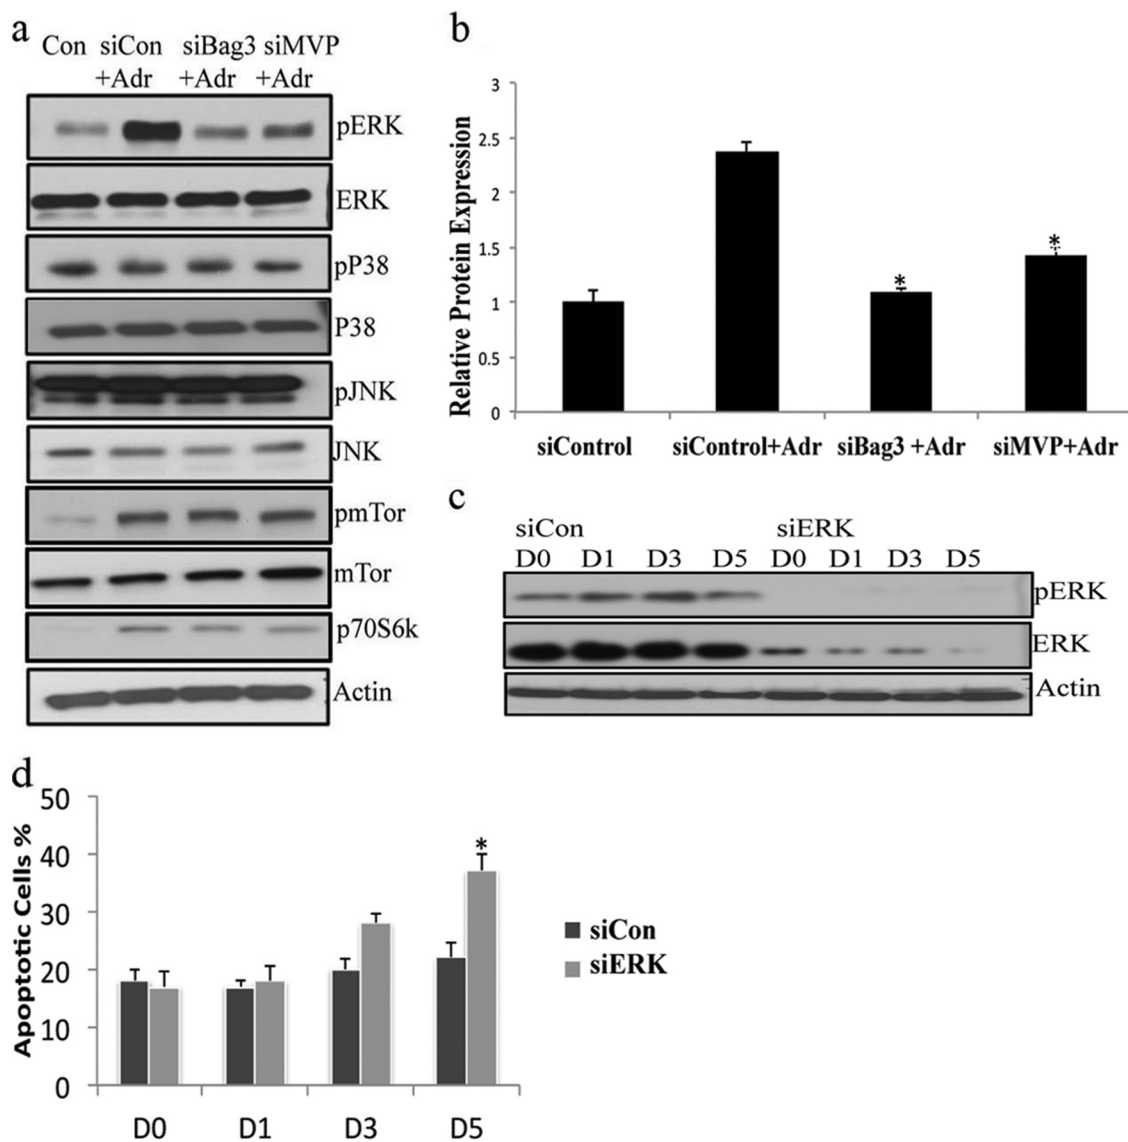 a
Con siCon siBag3 siMVP
+Adr +Adr +Adr
pERK
ERK
pP38
P38
pJNK
JNK
pmTor
mTor
p70S6k
Actin
b
Relative Protein Expression
3
2.5
2
1.5
1
0.5
0
* *
siControl siControl+Adr siBag3 +Adr siMVP+Adr
c
siCon siERK
D0 D1 D3 D5 D0 D1 D3 D5
pERK
ERK
Actin
d
Apoptotic Cells %
50
40
30
20
10
0
*
D0 D1 D3 D5
siCon
siERK